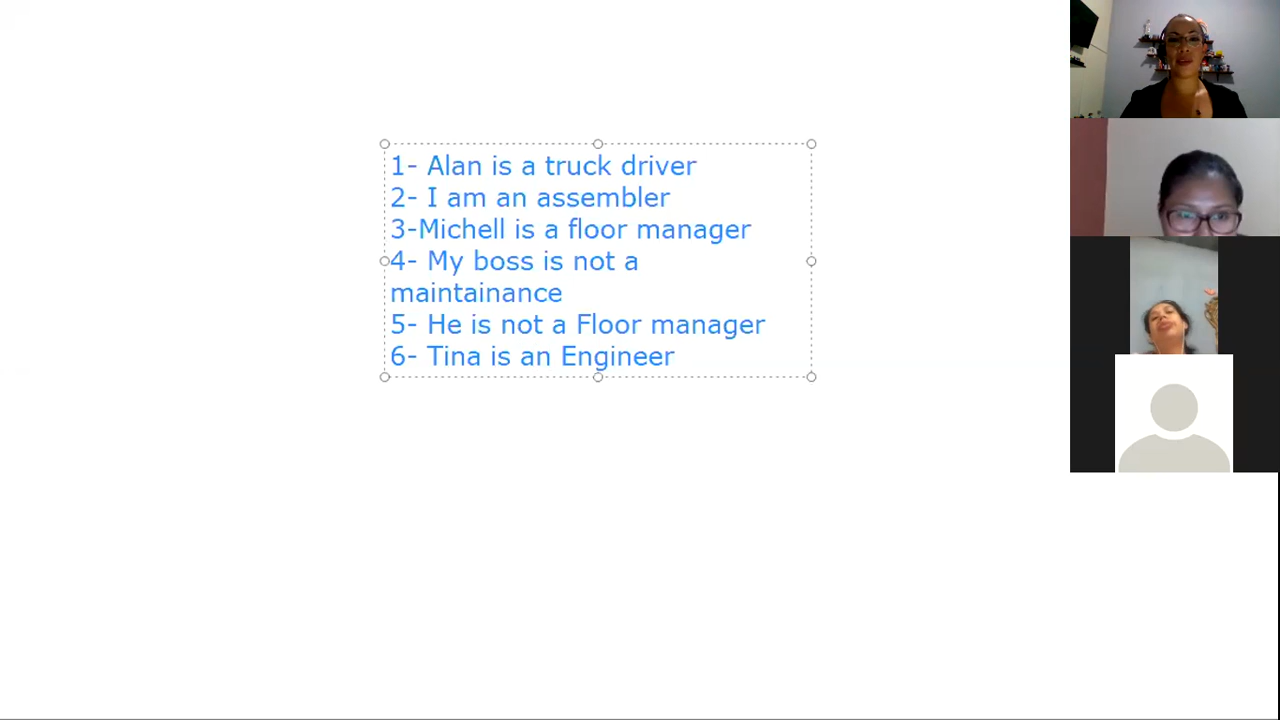 1- Alan is a truck driver
2- I am an assembler
3-Michell is a floor manager
4- My boss is not a
maintainance
5- He is not a Floor manager
6- Tina is an Engineer